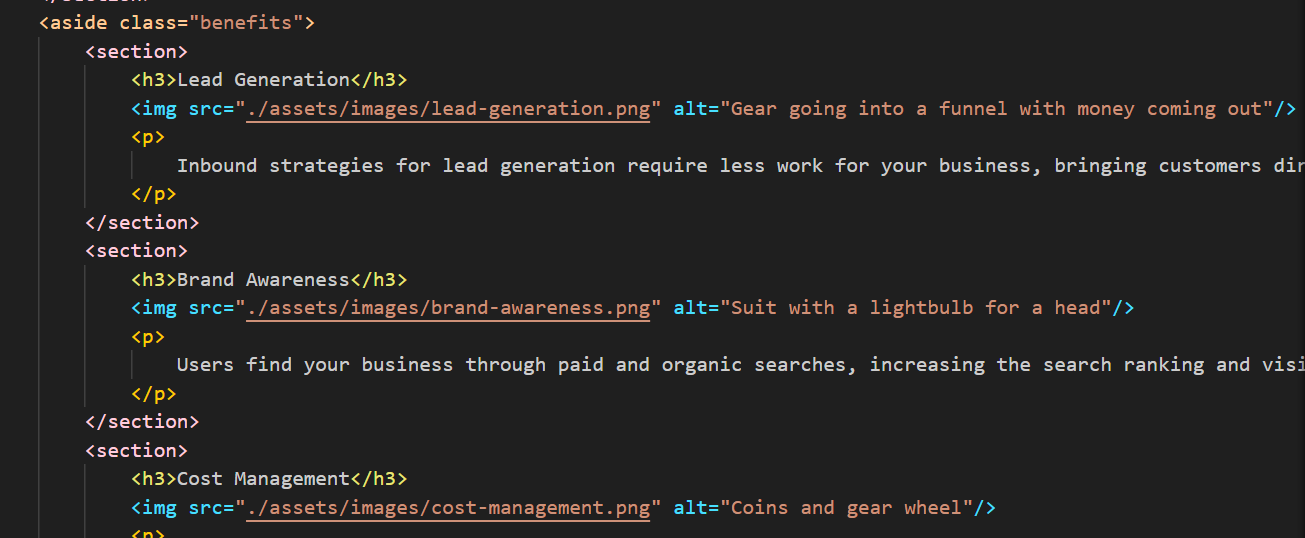 <aside class="benefits">
<section>
<h3>Lead Generation</h3>
<img src="./assets/images/lead-generation.png" alt="Gear going into a funnel with money coming out"/>
<p>
Inbound strategies for lead generation require less work for your business, bringing customers dir
</p>
</section>
<section>
<h3>Brand Awareness</h3>
<img src="./assets/images/brand-awareness.png" alt="Suit with a lightbulb for a head"/>
<p>
Users find your business through paid and organic searches, increasing the search ranking and visi
</p>
</section>
<section>
<h3>Cost Management</h3>
<img src="./assets/images/cost-management.png" alt="Coins and gear wheel"/>
<p>